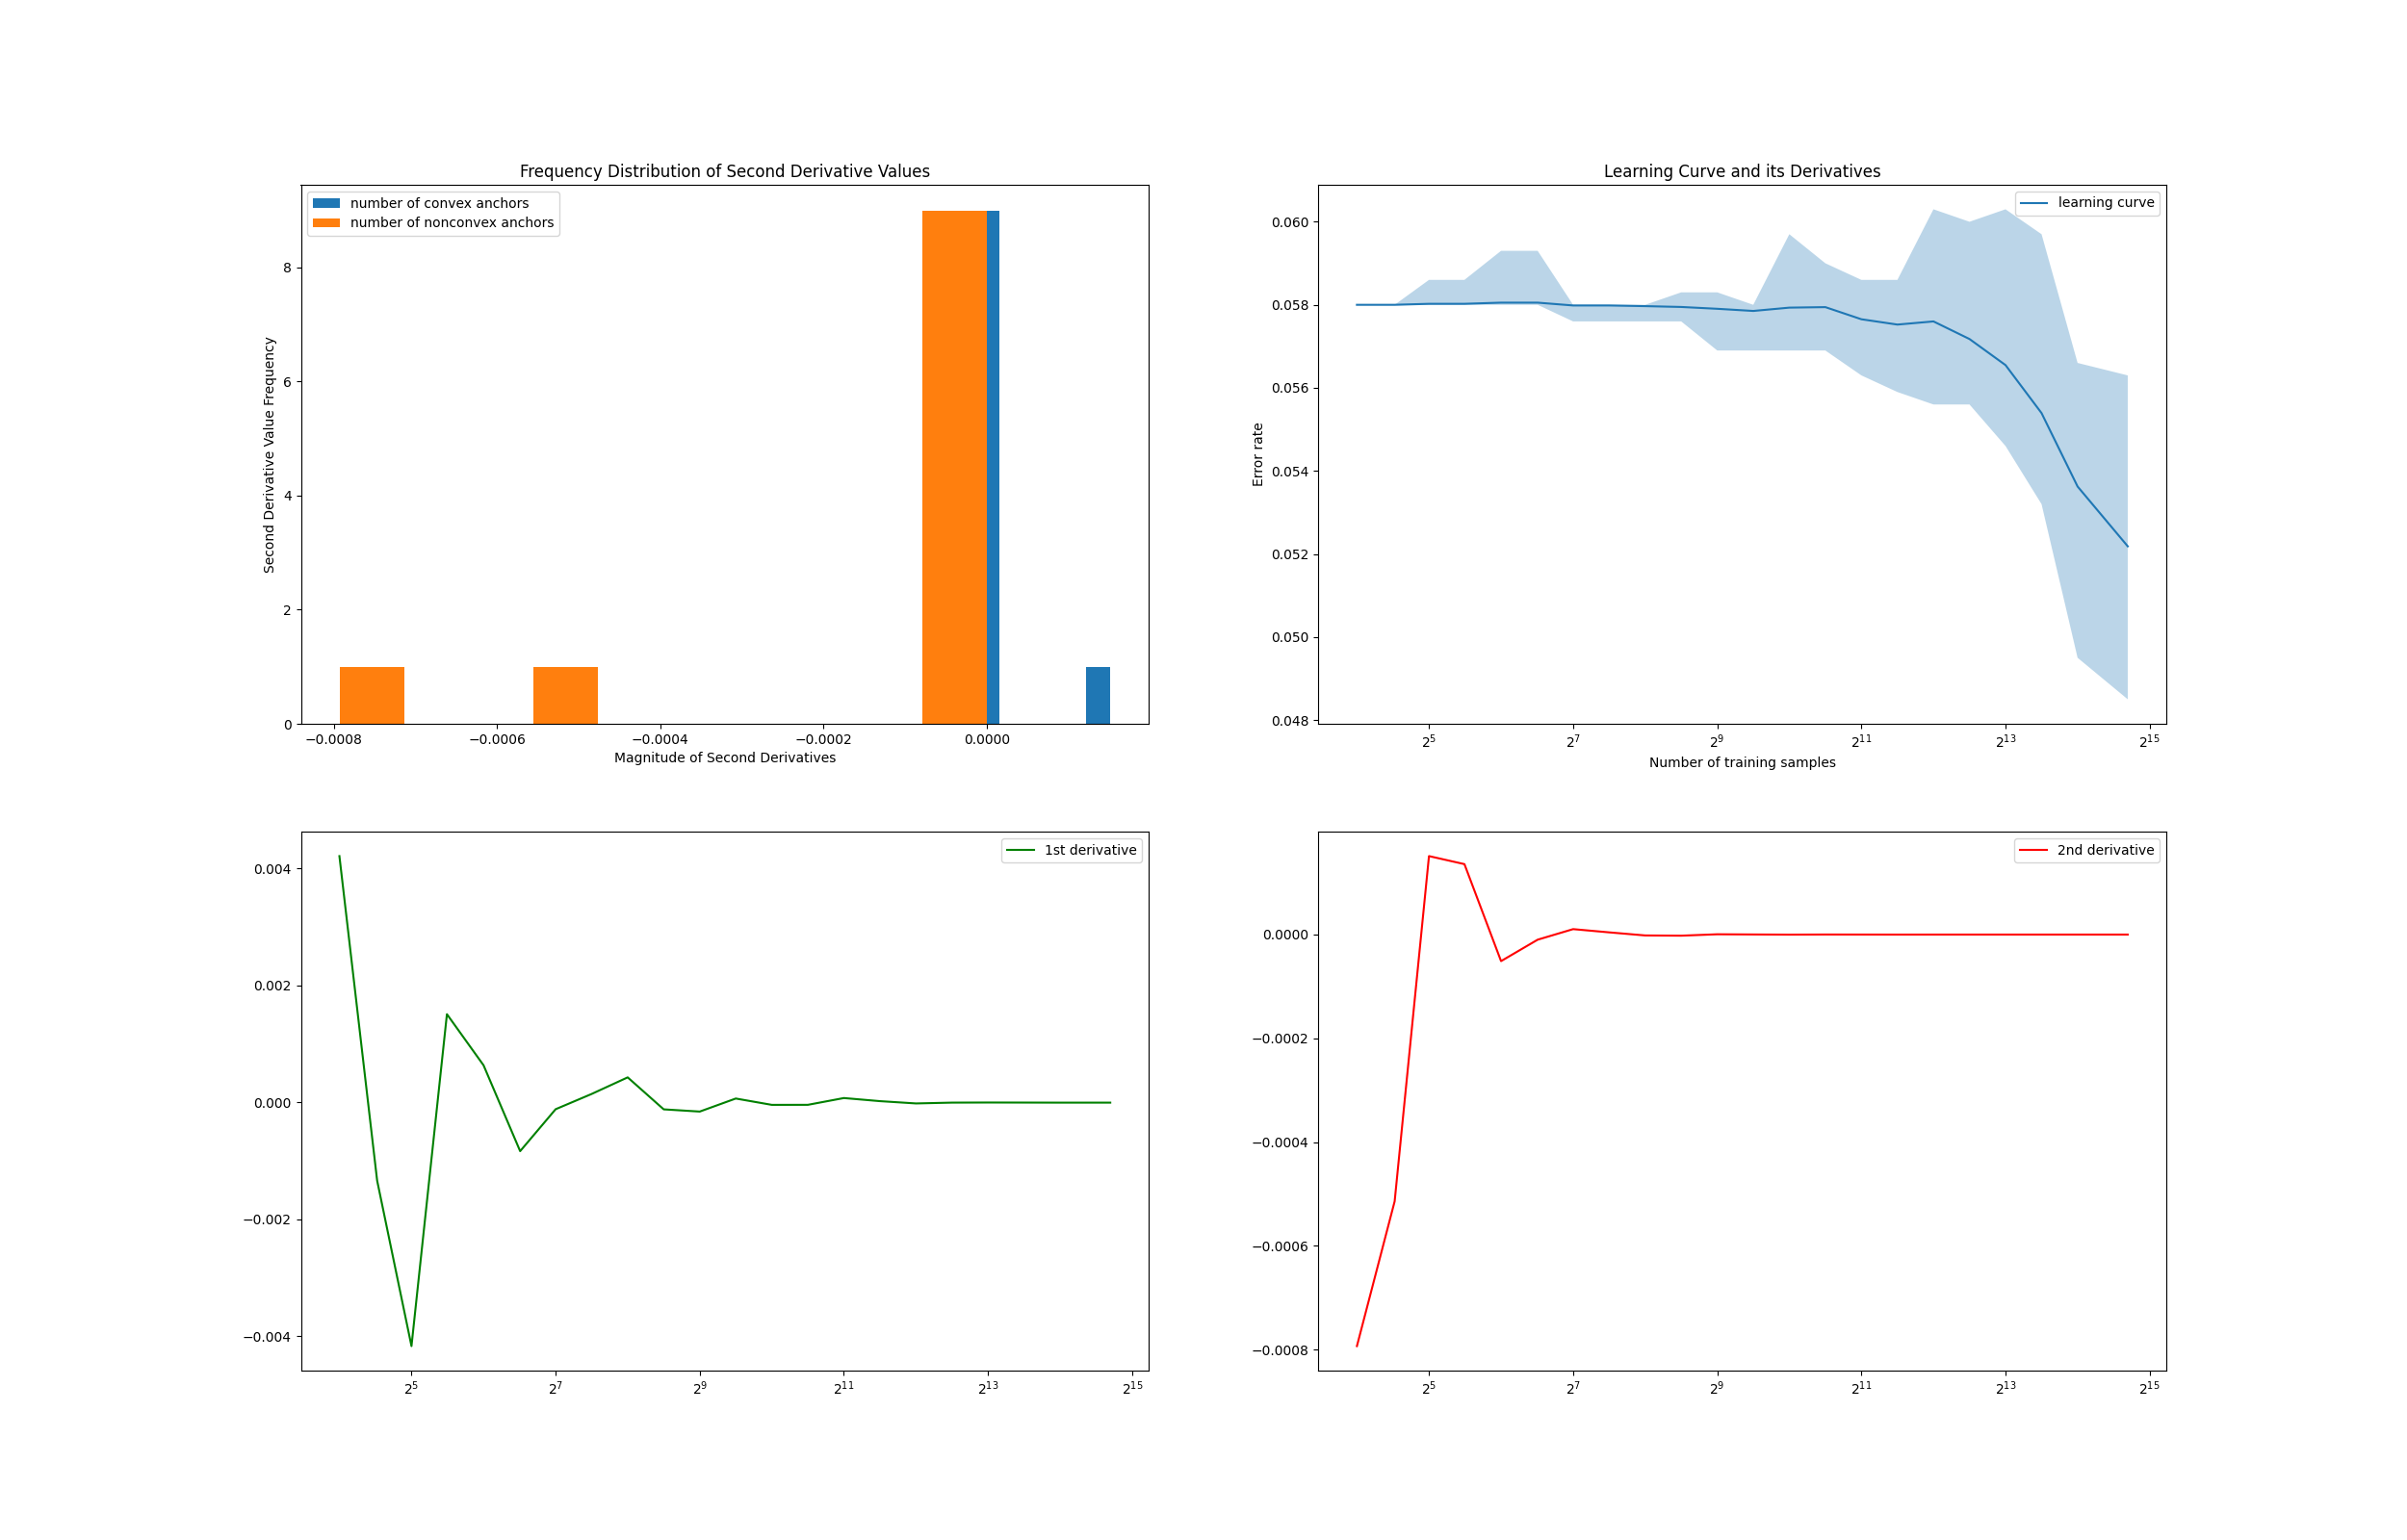 Frequency Distribution of Second Derivative Values
number of convex anchors
number of nonconvex anchors
Second Derivative Value Frequency
8
6
4
2
0
−0.0008 −0.0006 −0.0004 −0.0002 0.0000
Magnitude of Second Derivatives
Learning Curve and its Derivatives
learning curve
Error rate
0.060
0.058
0.056
0.054
0.052
0.050
0.048
2^5 2^7 2^9 2^11 2^13 2^15
Number of training samples
1st derivative
0.004
0.002
0.000
−0.002
−0.004
2^5 2^7 2^9 2^11 2^13 2^15
2nd derivative
0.0000
−0.0002
−0.0004
−0.0006
−0.0008
2^5 2^7 2^9 2^11 2^13 2^15